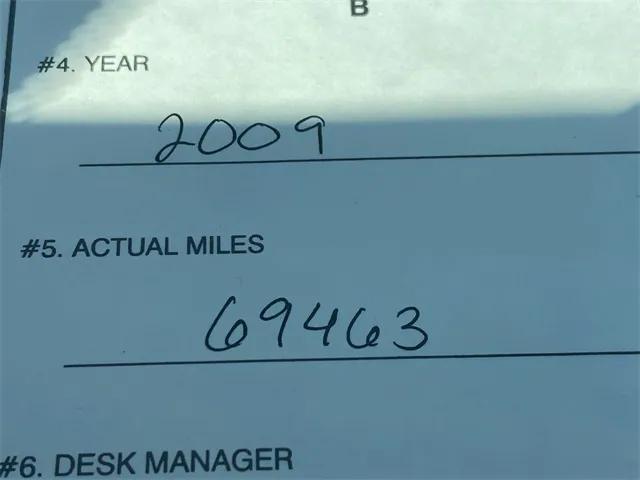 B
#4. YEAR
2009
#5. ACTUAL MILES
69463
#6. DESK MANAGER